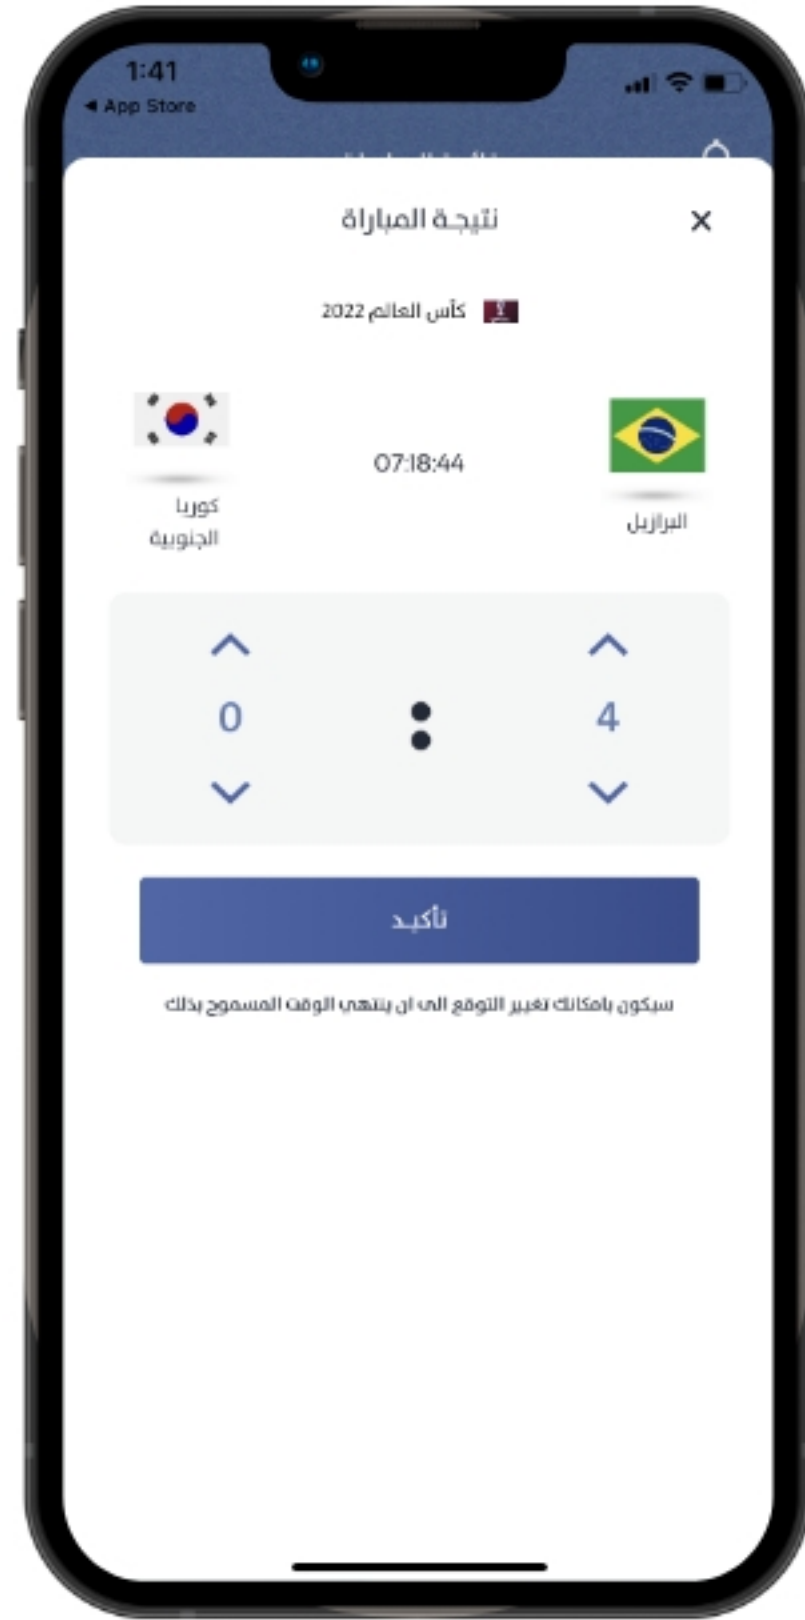 1:41
◀ App Store
نتيجة المباراة
×
كأس العالم 2022
07:18:44
البرازيل
كوريا
الجنوبية
4 : 0
تأكيد
سيكون بامكانك تغيير التوقع الى ان ينتهي الوقت المسموح بذلك